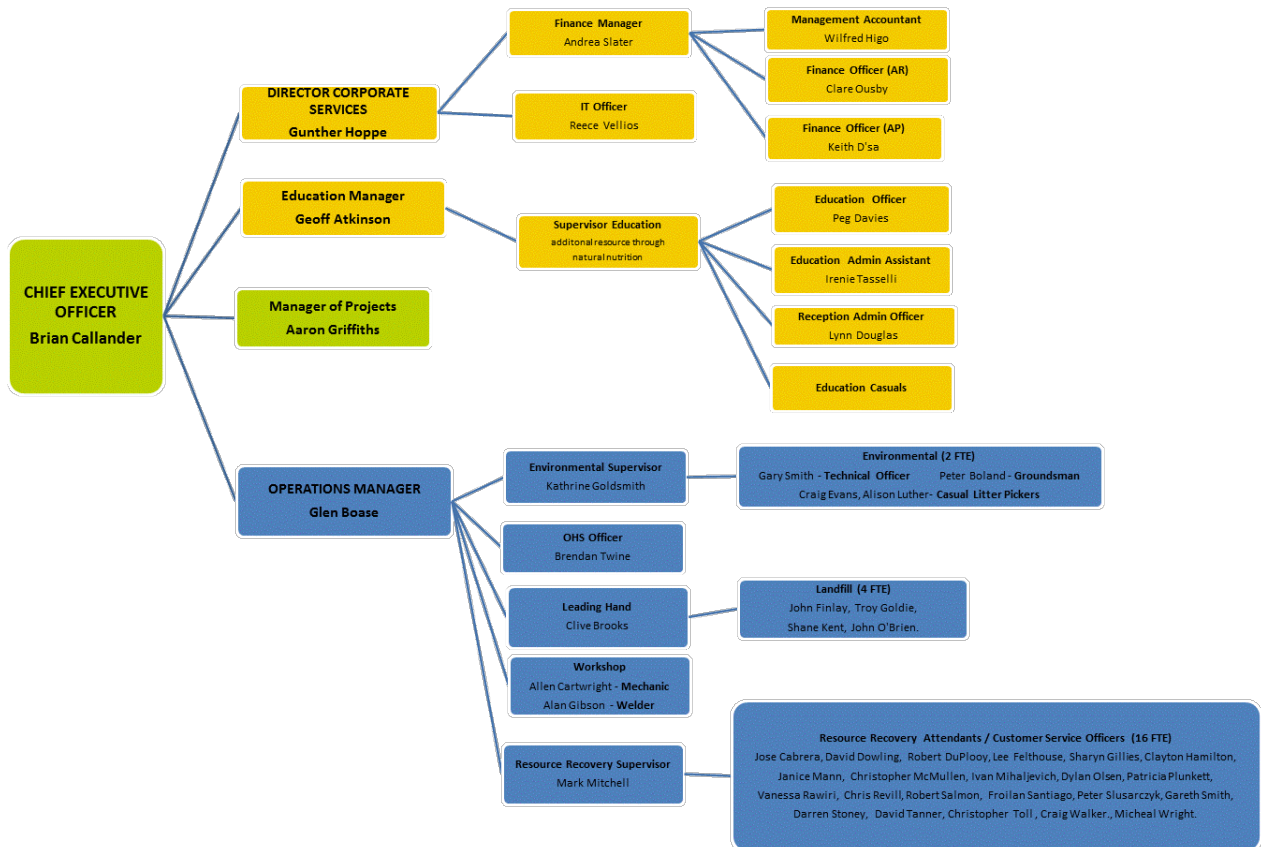 CHIEF EXECUTIVE
OFFICER
Brian Callander
DIRECTOR CORPORATE
SERVICES
Gunther Hoppe
Finance Manager
Andrea Slater
Management Accountant
Wilfred Higo
Finance Officer (AR)
Clare Ousby
Finance Officer (AP)
Keith D'sa
IT Officer
Reece Vellios
Education Manager
Geoff Atkinson
Supervisor Education
additonal resource through
natural nutrition
Education Officer
Peg Davies
Education Admin Assistant
Irenie Tasselli
Reception Admin Officer
Lynn Douglas
Education Casuals
Manager of Projects
Aaron Griffiths
OPERATIONS MANAGER
Glen Boase
Environmental Supervisor
Kathrine Goldsmith
Environmental (2 FTE)
Gary Smith - Technical Officer Peter Boland - Groundsman
Craig Evans, Alison Luther- Casual Litter Pickers
OHS Officer
Brendan Twine
Leading Hand
Clive Brooks
Landfill (4 FTE)
John Finlay, Troy Goldie,
Shane Kent, John O'Brien.
Workshop
Allen Cartwright - Mechanic
Alan Gibson - Welder
Resource Recovery Supervisor
Mark Mitchell
Resource Recovery Attendants / Customer Service Officers (16 FTE)
Jose Cabrera, David Dowling, Robert DuPlooy, Lee Felthouse, Sharyn Gillies, Clayton Hamilton,
Janice Mann, Christopher McMullen, Ivan Mihaljevich, Dylan Olsen, Patricia Plunkett,
Vanessa Rawiri, Chris Revill, Robert Salmon, Froilan Santiago, Peter Slusarczyk, Gareth Smith,
Darren Stoney, David Tanner, Christopher Toll , Craig Walker., Micheal Wright.